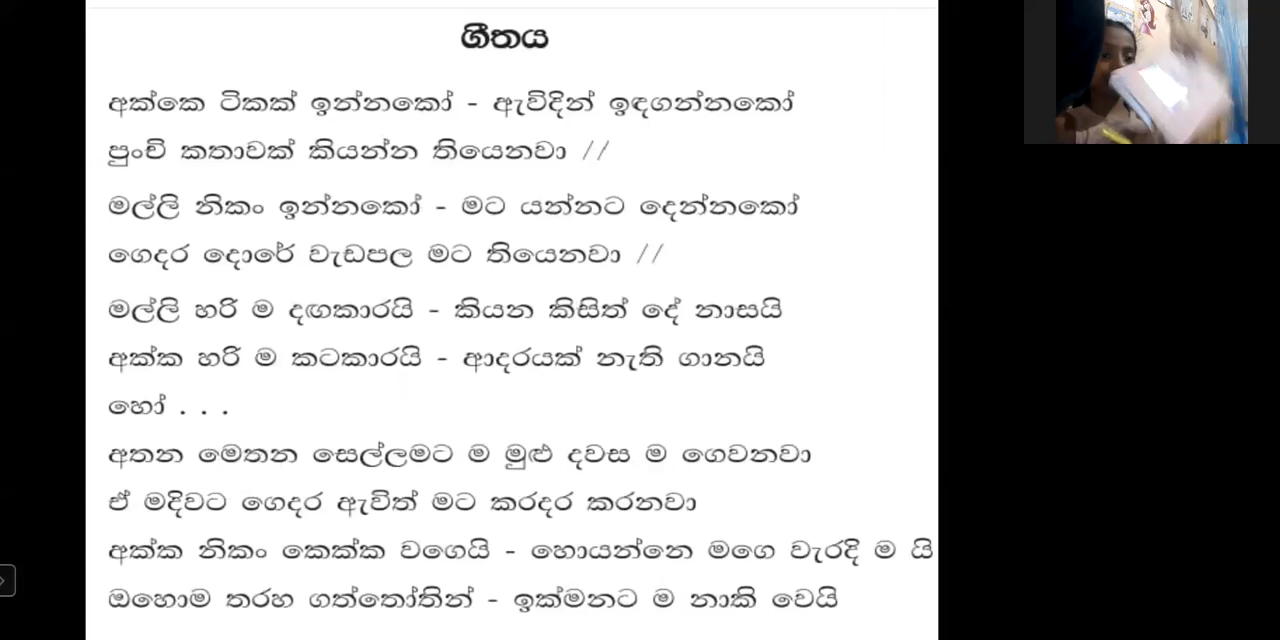 ගීතය
අක්කෙ ටිකක් ඉන්නකෝ - ඇවිදින් ඉඳගන්නකෝ
පුංචි කතාවක් කියන්න තියෙනවා //
මල්ලි නිකං ඉන්නකෝ - මට යන්නට දෙන්නකෝ
ගෙදර දොරේ වැඩපල මට තියෙනවා //
මල්ලි හරි ම දඟකාරයි - කියන කිසිත් දේ නාසයි
අක්ක හරි ම කටකාරයි - ආදරයක් නැති ගානයි
හෝ . . .
අතන මෙතන සෙල්ලමට ම මුළු දවස ම ගෙවනවා
ඒ මදිවට ගෙදර ඇවිත් මට කරදර කරනවා
අක්ක නිකං කෙක්ක වගෙයි - හොයන්නෙ මගෙ වැරදි ම යි
ඔහොම තරහ ගත්තෝතින් - ඉක්මනට ම නාකි වෙයි